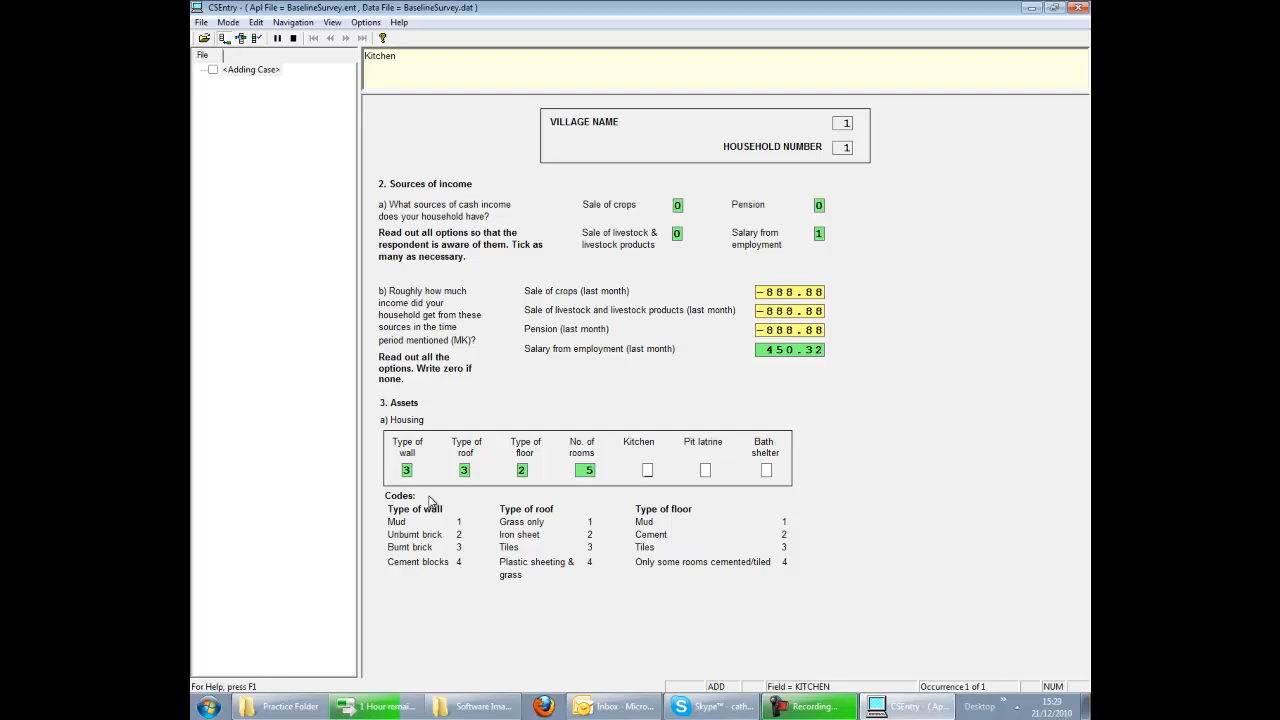 CSEntry - ( Apl File = BaselineSurvey.ent , Data File = BaselineSurvey.dat )
File Mode Edit Navigation View Options Help
File
<Adding Case>
Kitchen
VILLAGE NAME 1
HOUSEHOLD NUMBER 1
2. Sources of income
a) What sources of cash income
does your household have?
Read out all options so that the
respondent is aware of them. Tick as
many as necessary.
Sale of crops 0
Pension 0
Sale of livestock &
livestock products 0
Salary from
employment 1
b) Roughly how much
income did your
household get from these
sources in the time
period mentioned (MK)?
Read out all the
options. Write zero if
none.
Sale of crops (last month) -888.88
Sale of livestock and livestock products (last month) -888.88
Pension (last month) -888.88
Salary from employment (last month) 450.32
3. Assets
a) Housing
Type of
wall
Type of
roof
Type of
floor
No. of
rooms
Kitchen
Pit latrine
Bath
shelter
3 3 2 5
Codes:
Type of wall
Mud 1
Unburnt brick 2
Burnt brick 3
Cement blocks 4
Type of roof
Grass only 1
Iron sheet 2
Tiles 3
Plastic sheeting & 4
grass
Type of floor
Mud 1
Cement 2
Tiles 3
Only some rooms cemented/tiled 4
For Help, press F1
ADD
Field = KITCHEN
Occurrence 1 of 1
NUM
Practice Folder
1 Hour remai...
Software Ima...
Inbox - Micro...
Skype™ - cath...
Recording...
CSEntry - ( Ap...
Desktop
15:29
21/12/2010